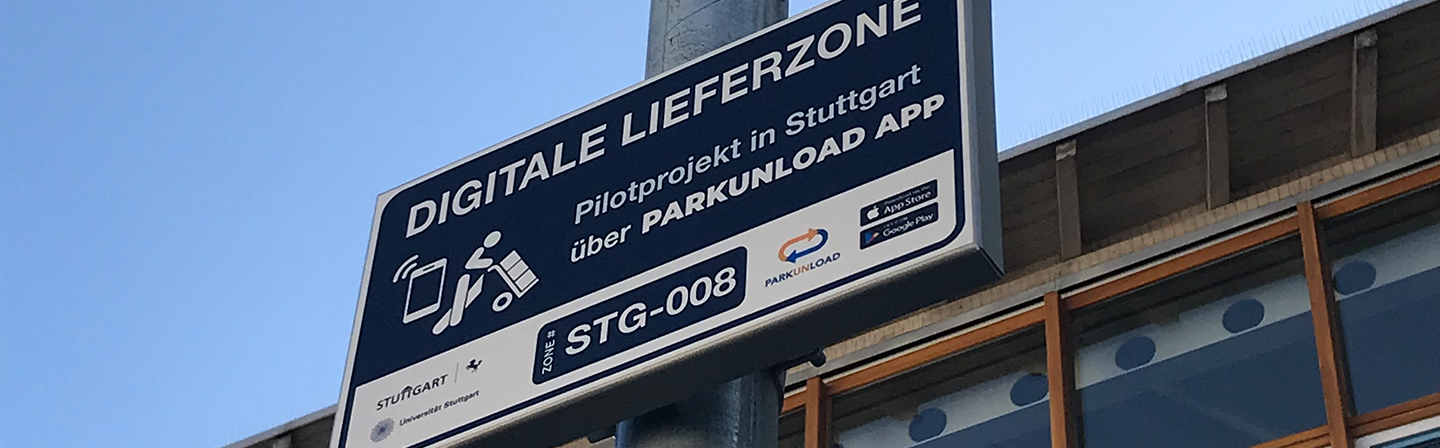 DIGITALE LIEFERZONE
Pilotprojekt in Stuttgart
über PARKUNLOAD APP
ZONE # STG-008
PARKUNLOAD
App Store
Google Play
STUTTGART
Universität Stuttgart